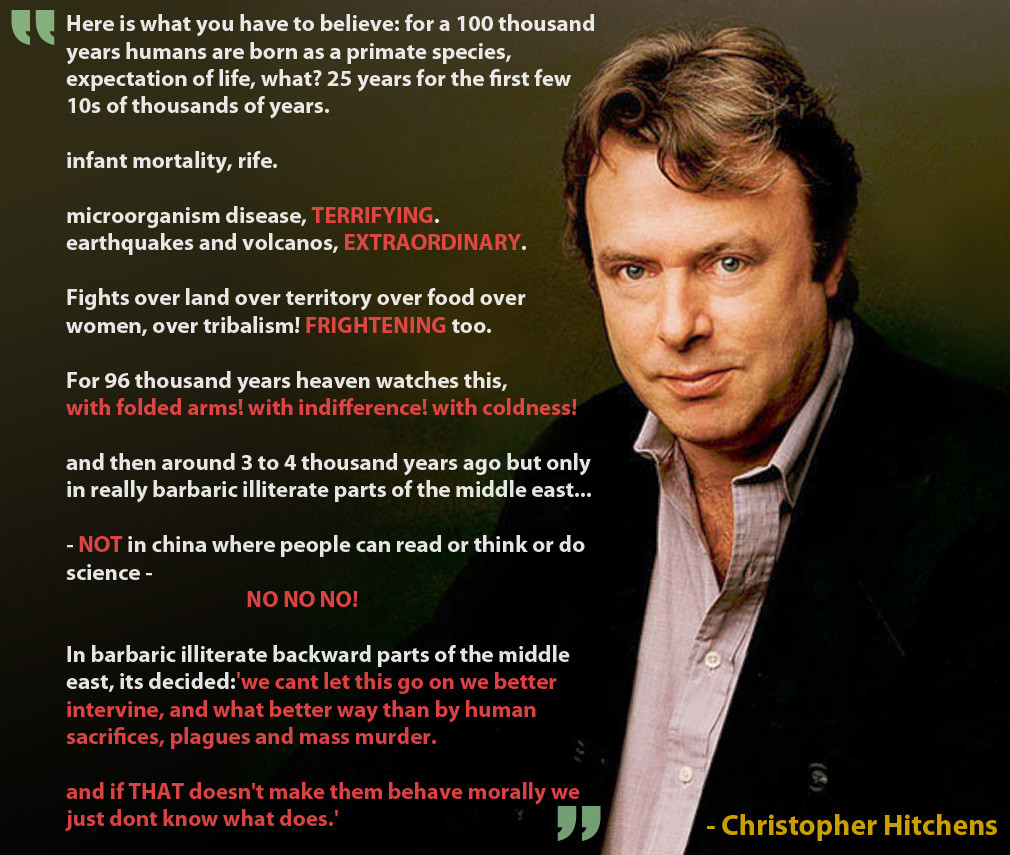 Here is what you have to believe: for a 100 thousand
years humans are born as a primate species,
expectation of life, what? 25 years for the first few
10s of thousands of years.
infant mortality, rife.
microorganism disease, TERRIFYING.
earthquakes and volcanos, EXTRAORDINARY.
Fights over land over territory over food over
women, over tribalism! FRIGHTENING too.
For 96 thousand years heaven watches this,
with folded arms! with indifference! with coldness!
and then around 3 to 4 thousand years ago but only
in really barbaric illiterate parts of the middle east...
- NOT in china where people can read or think or do
science -
NO NO NO!
In barbaric illiterate backward parts of the middle
east, its decided:'we cant let this go on we better
intervine, and what better way than by human
sacrifices, plagues and mass murder.
and if THAT doesn't make them behave morally we
just dont know what does.'
- Christopher Hitchens